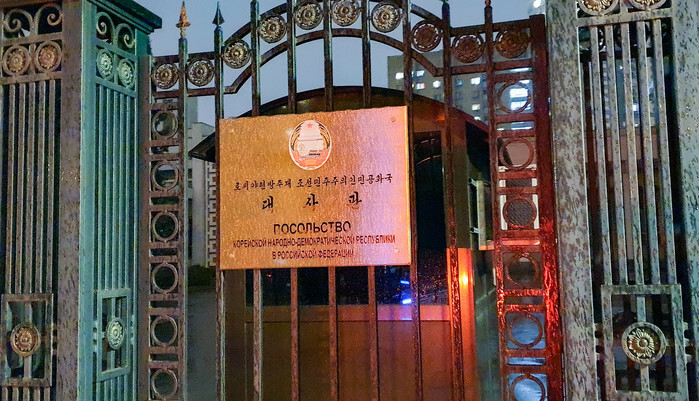 로씨야련방주재 조선민주주의인민공화국
대사관
ПОСОЛЬСТВО
КОРЕЙСКОЙ НАРОДНО-ДЕМОКРАТИЧЕСКОЙ РЕСПУБЛИКИ
В РОССИЙСКОЙ ФЕДЕРАЦИИ